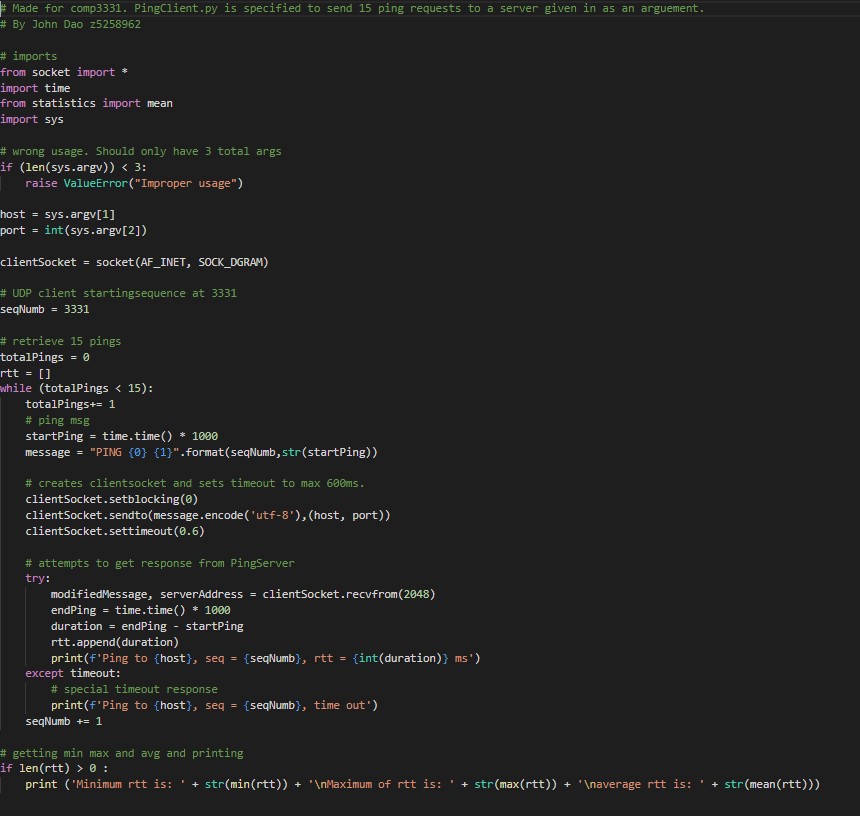 # Made for comp3331. PingClient.py is specified to send 15 ping requests to a server given in as an arguement.
# By John Dao z5258962
# imports
from socket import *
import time
from statistics import mean
import sys
# wrong usage. Should only have 3 total args
if (len(sys.argv)) < 3:
    raise ValueError("Improper usage")
host = sys.argv[1]
port = int(sys.argv[2])
clientSocket = socket(AF_INET, SOCK_DGRAM)
# UDP client startingsequence at 3331
seqNumb = 3331
# retrieve 15 pings
totalPings = 0
rtt = []
while (totalPings < 15):
    totalPings+= 1
    # ping msg
    startPing = time.time() * 1000
    message = "PING {0} {1}".format(seqNumb,str(startPing))
    # creates clientsocket and sets timeout to max 600ms.
    clientSocket.setblocking(0)
    clientSocket.sendto(message.encode('utf-8'),(host, port))
    clientSocket.settimeout(0.6)
    # attempts to get response from PingServer
    try:
        modifiedMessage, serverAddress = clientSocket.recvfrom(2048)
        endPing = time.time() * 1000
        duration = endPing - startPing
        rtt.append(duration)
        print(f'Ping to {host}, seq = {seqNumb}, rtt = {int(duration)} ms')
    except timeout:
        # special timeout response
        print(f'Ping to {host}, seq = {seqNumb}, time out')
    seqNumb += 1
# getting min max and avg and printing
if len(rtt) > 0 :
    print ('Minimum rtt is: ' + str(min(rtt)) + '\nMaximum of rtt is: ' + str(max(rtt)) + '\naverage rtt is: ' + str(mean(rtt)))